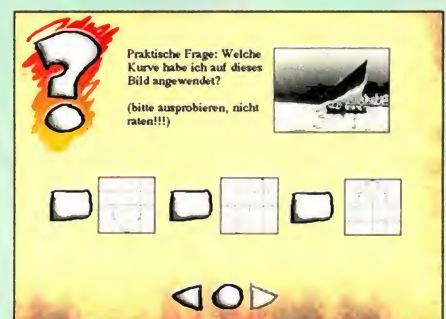 Praktische Frage: Welche
Kurve habe ich auf dieses
Bild angewendet?
(bitte ausprobieren, nicht
raten!!!)